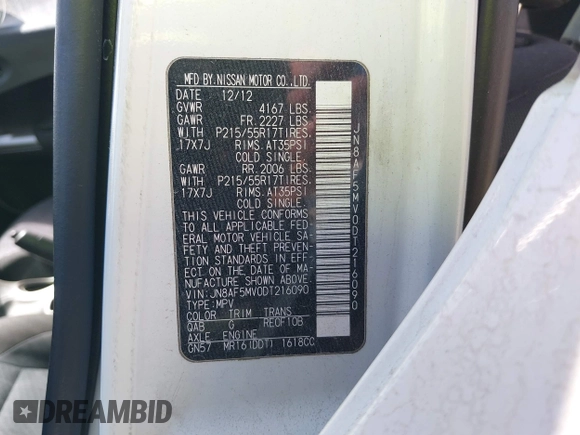 MFD BY.NISSAN MOTOR CO.,LTD.
DATE 12/12
GVWR 4167 LBS.
GAWR FR. 2227 LBS.
WITH P215/55R17TIRES.
17X7J RIMS. AT35PSI
COLD SINGLE.
GAWR RR. 2006 LBS.
WITH P215/55R17TIRES.
17X7J RIMS. AT35PSI
COLD SINGLE.
THIS VEHICLE CONFORMS
TO ALL APPLICABLE FED
ERAL MOTOR VEHICLE SA-
FETY AND THEFT PREVEN-
TION STANDARDS IN EFF-
ECT ON THE DATE OF MA-
NUFACTURE SHOWN ABOVE.
VIN:JN8AF5MV0DT216090
TYPE:MPV
COLOR TRIM TRANS
QAB G RE0F10B
AXLE ENGINE
GN57 MR16(DDT) 1618CC
JN8AF5MV0DT216090
DREAMBID